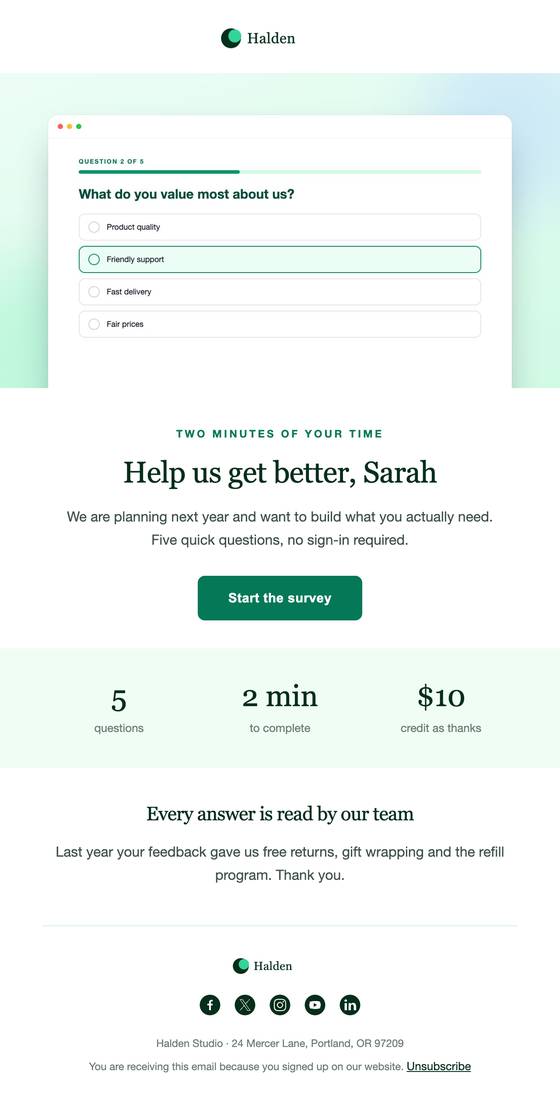 Halden
QUESTION 2 OF 5
What do you value most about us?
Product quality
Friendly support
Fast delivery
Fair prices
TWO MINUTES OF YOUR TIME
Help us get better, Sarah
We are planning next year and want to build what you actually need.
Five quick questions, no sign-in required.
Start the survey
5
questions
2 min
to complete
$10
credit as thanks
Every answer is read by our team
Last year your feedback gave us free returns, gift wrapping and the refill
program. Thank you.
Halden
Halden Studio · 24 Mercer Lane, Portland, OR 97209
You are receiving this email because you signed up on our website. Unsubscribe